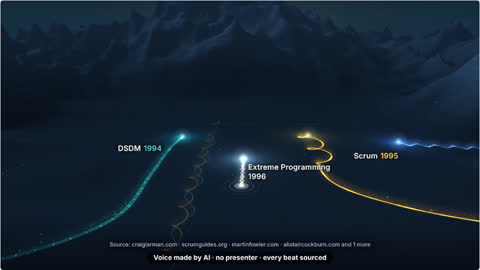 DSDM 1994
Scrum 1995
Extreme Programming
1996
Source: craiglarman.com · scrumguides.org · martinfowler.com · alistaircockburn.com and 1 more
Voice made by AI · no presenter · every beat sourced